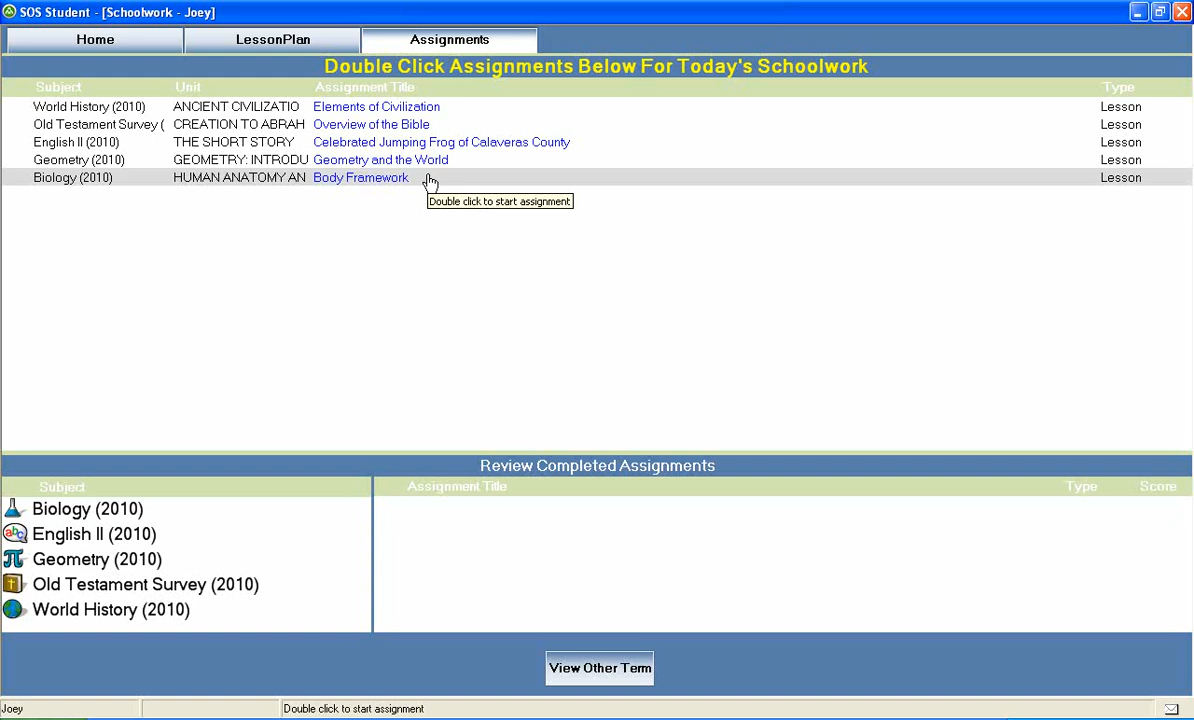 SOS Student - [Schoolwork - Joey]
Home LessonPlan Assignments
Double Click Assignments Below For Today's Schoolwork
Subject Unit Assignment Title Type
World History (2010) ANCIENT CIVILIZATIO Elements of Civilization Lesson
Old Testament Survey ( CREATION TO ABRAH Overview of the Bible Lesson
English II (2010) THE SHORT STORY Celebrated Jumping Frog of Calaveras County Lesson
Geometry (2010) GEOMETRY: INTRODU Geometry and the World Lesson
Biology (2010) HUMAN ANATOMY AN Body Framework Lesson
Double click to start assignment
Review Completed Assignments
Subject Assignment Title Type Score
Biology (2010)
abc English II (2010)
Geometry (2010)
Old Testament Survey (2010)
World History (2010)
View Other Term
Joey Double click to start assignment